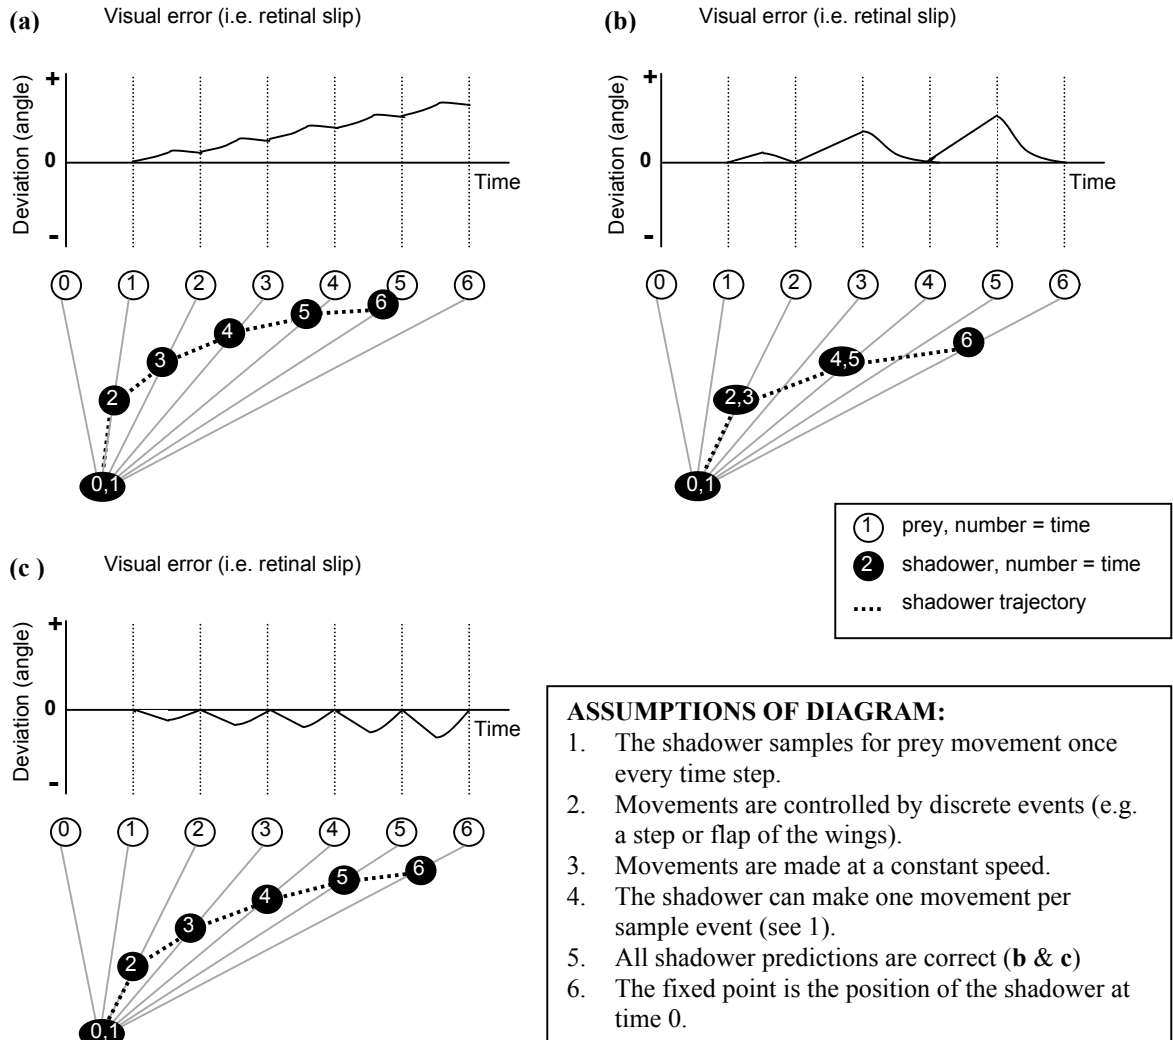 (a)
Visual error (i.e. retinal slip)
Deviation (angle)
+
0
-
Time
0 1 2 3 4 5 6
6
5
4
3
2
0,1
(b)
Visual error (i.e. retinal slip)
Deviation (angle)
+
0
-
Time
0 1 2 3 4 5 6
6
4,5
2,3
0,1
1 prey, number = time
2 shadower, number = time
shadower trajectory
(c )
Visual error (i.e. retinal slip)
Deviation (angle)
+
0
-
Time
0 1 2 3 4 5 6
6
5
4
3
2
0,1
ASSUMPTIONS OF DIAGRAM:
1. The shadower samples for prey movement once
every time step.
2. Movements are controlled by discrete events (e.g.
a step or flap of the wings).
3. Movements are made at a constant speed.
4. The shadower can make one movement per
sample event (see 1).
5. All shadower predictions are correct (b & c)
6. The fixed point is the position of the shadower at
time 0.